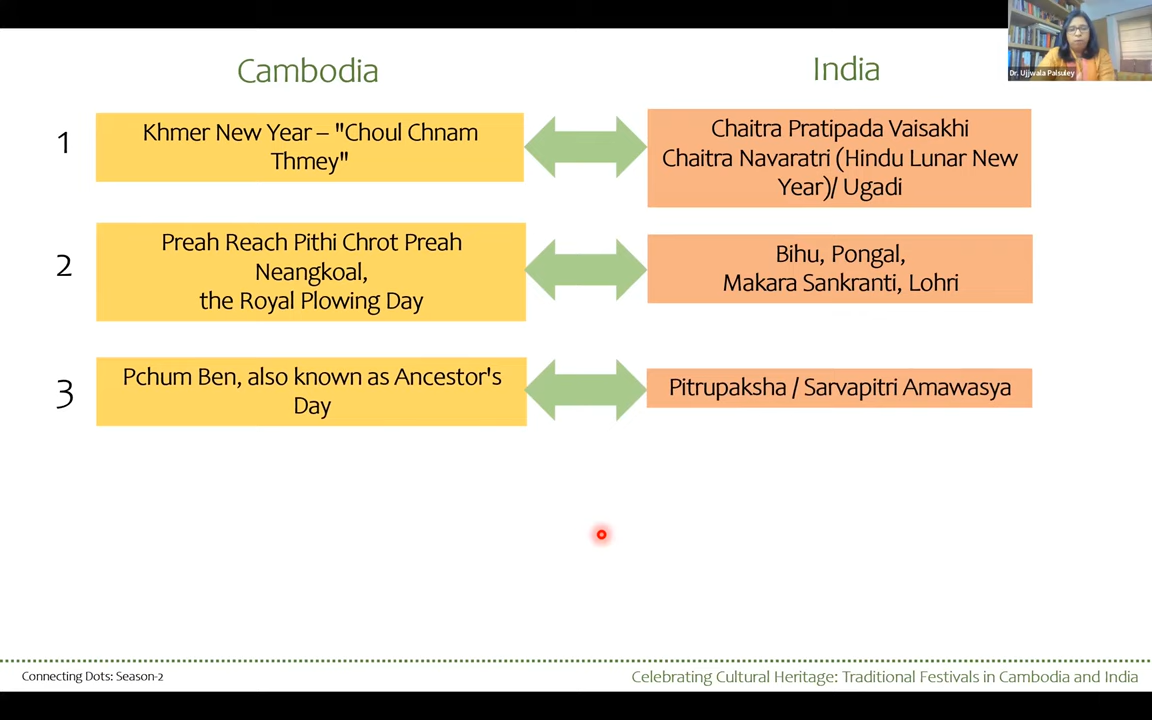 Cambodia
India
Dr. Ujjwala Palsuley
1
Khmer New Year – "Choul Chnam
Thmey"
Chaitra Pratipada Vaisakhi
Chaitra Navaratri (Hindu Lunar New
Year)/ Ugadi
2
Preah Reach Pithi Chrot Preah
Neangkoal,
the Royal Plowing Day
Bihu, Pongal,
Makara Sankranti, Lohri
3
Pchum Ben, also known as Ancestor's
Day
Pitrupaksha / Sarvapitri Amawasya
Connecting Dots: Season-2
Celebrating Cultural Heritage: Traditional Festivals in Cambodia and India